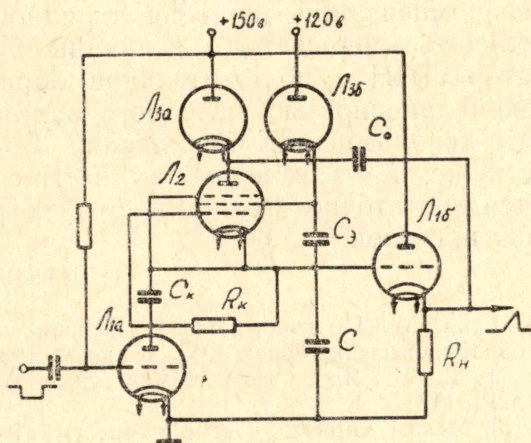 +150в +120в
Л3а Л3б
C₀
Л2
Cэ Л1б
Cк Rк
Л1а C Rн